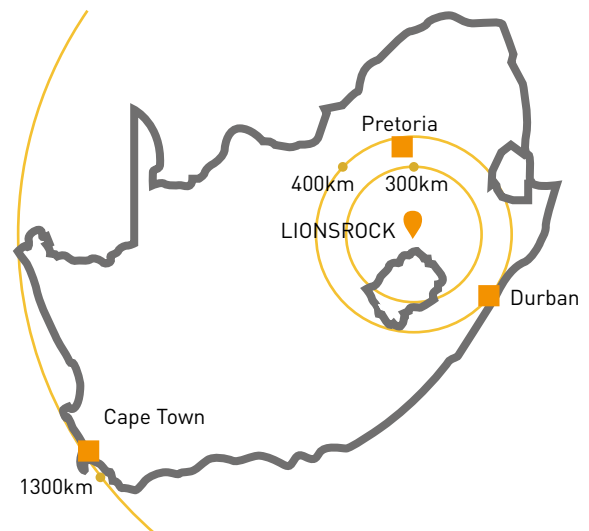 Pretoria
400km
300km
LIONSROCK
Durban
Cape Town
1300km